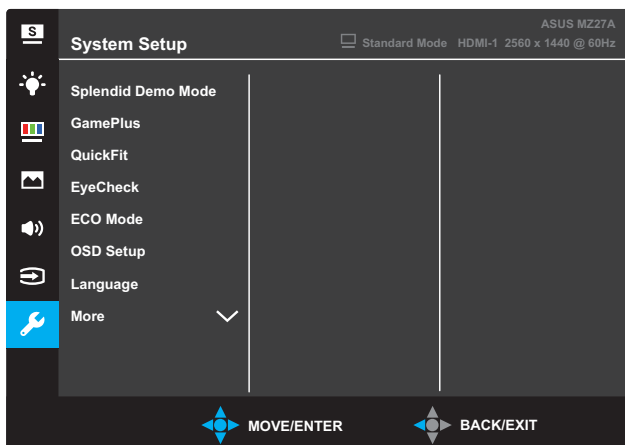 S
ASUS MZ27A
System Setup
Standard Mode HDMI-1 2560 x 1440 @ 60Hz
Splendid Demo Mode
GamePlus
QuickFit
EyeCheck
ECO Mode
OSD Setup
Language
More
MOVE/ENTER BACK/EXIT